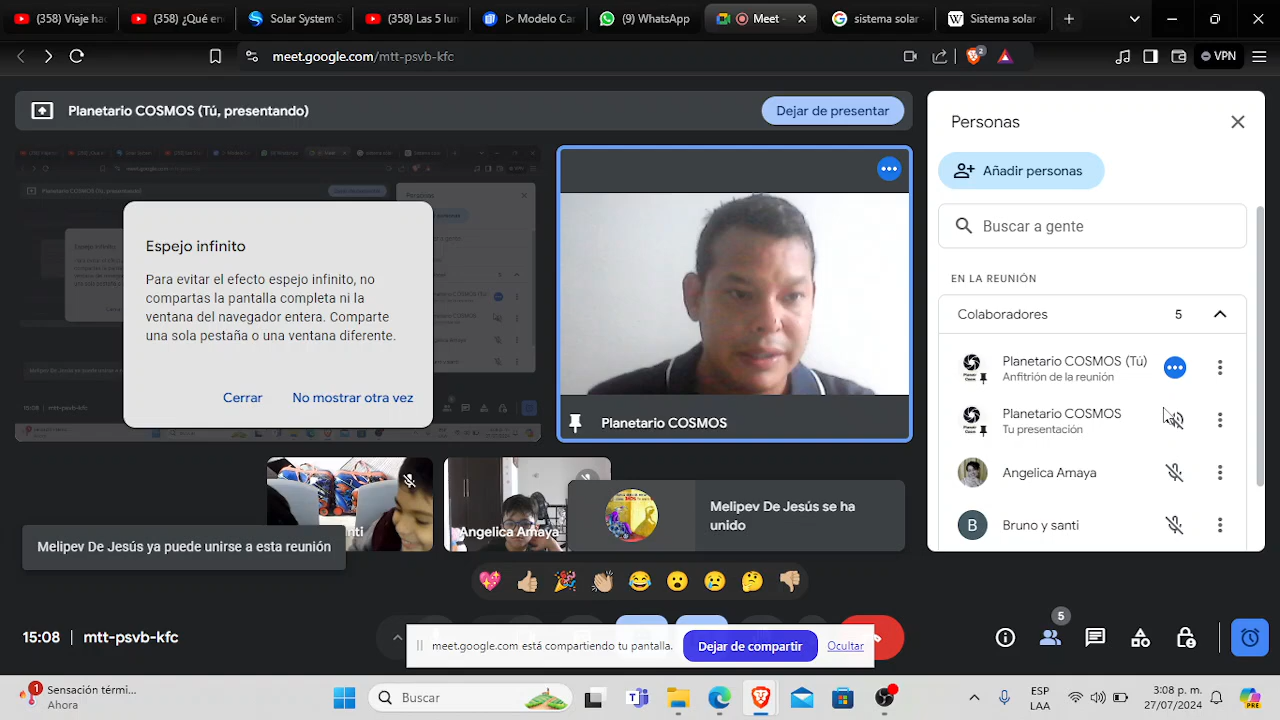 (358) Viaje has
(358) ¿Qué en
Solar System S
(358) Las 5 lun
▷ Modelo Car
(9) WhatsApp
Meet -
sistema solar
Sistema solar
meet.google.com/mtt-psvb-kfc
2
VPN
Planetario COSMOS (Tú, presentando)
Dejar de presentar
Espejo infinito
Para evitar el efecto espejo infinito, no
compartas la pantalla completa ni la
ventana del navegador entera. Comparte
una sola pestaña o una ventana diferente.
Cerrar
No mostrar otra vez
Planetario COSMOS
nti
Angelica Amaya
Melipev De Jesús se ha
unido
Melipev De Jesús ya puede unirse a esta reunión
Personas
Añadir personas
Buscar a gente
EN LA REUNIÓN
Colaboradores
5
Planetario COSMOS (Tú)
Anfitrión de la reunión
Planetario COSMOS
Tu presentación
Angelica Amaya
B
Bruno y santi
15:08
mtt-psvb-kfc
meet.google.com está compartiendo tu pantalla.
Dejar de compartir
Ocultar
5
1
Sensación térmi...
Ahora
Buscar
ESP
LAA
3:08 p. m.
27/07/2024
PRE